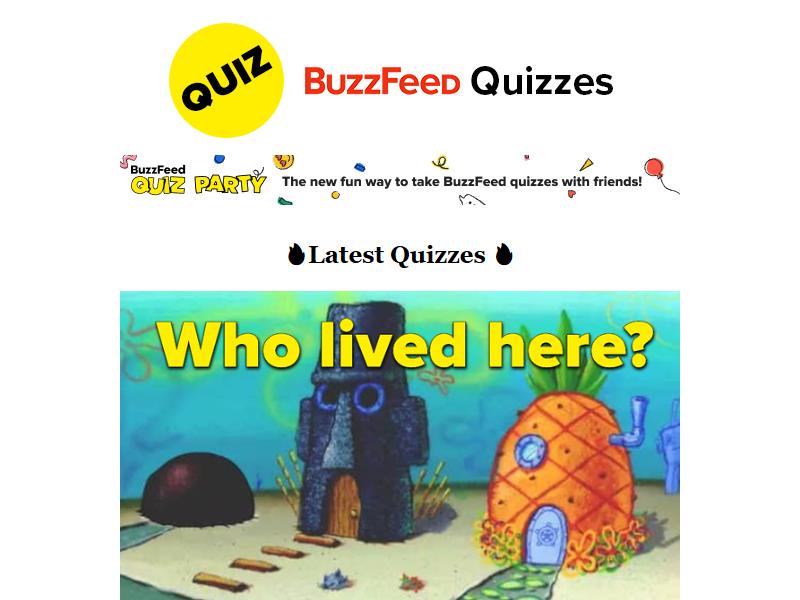 QUIZ
BuzzFeed Quizzes
BuzzFeed
QUIZ PARTY
The new fun way to take BuzzFeed quizzes with friends!
Latest Quizzes
Who lived here?